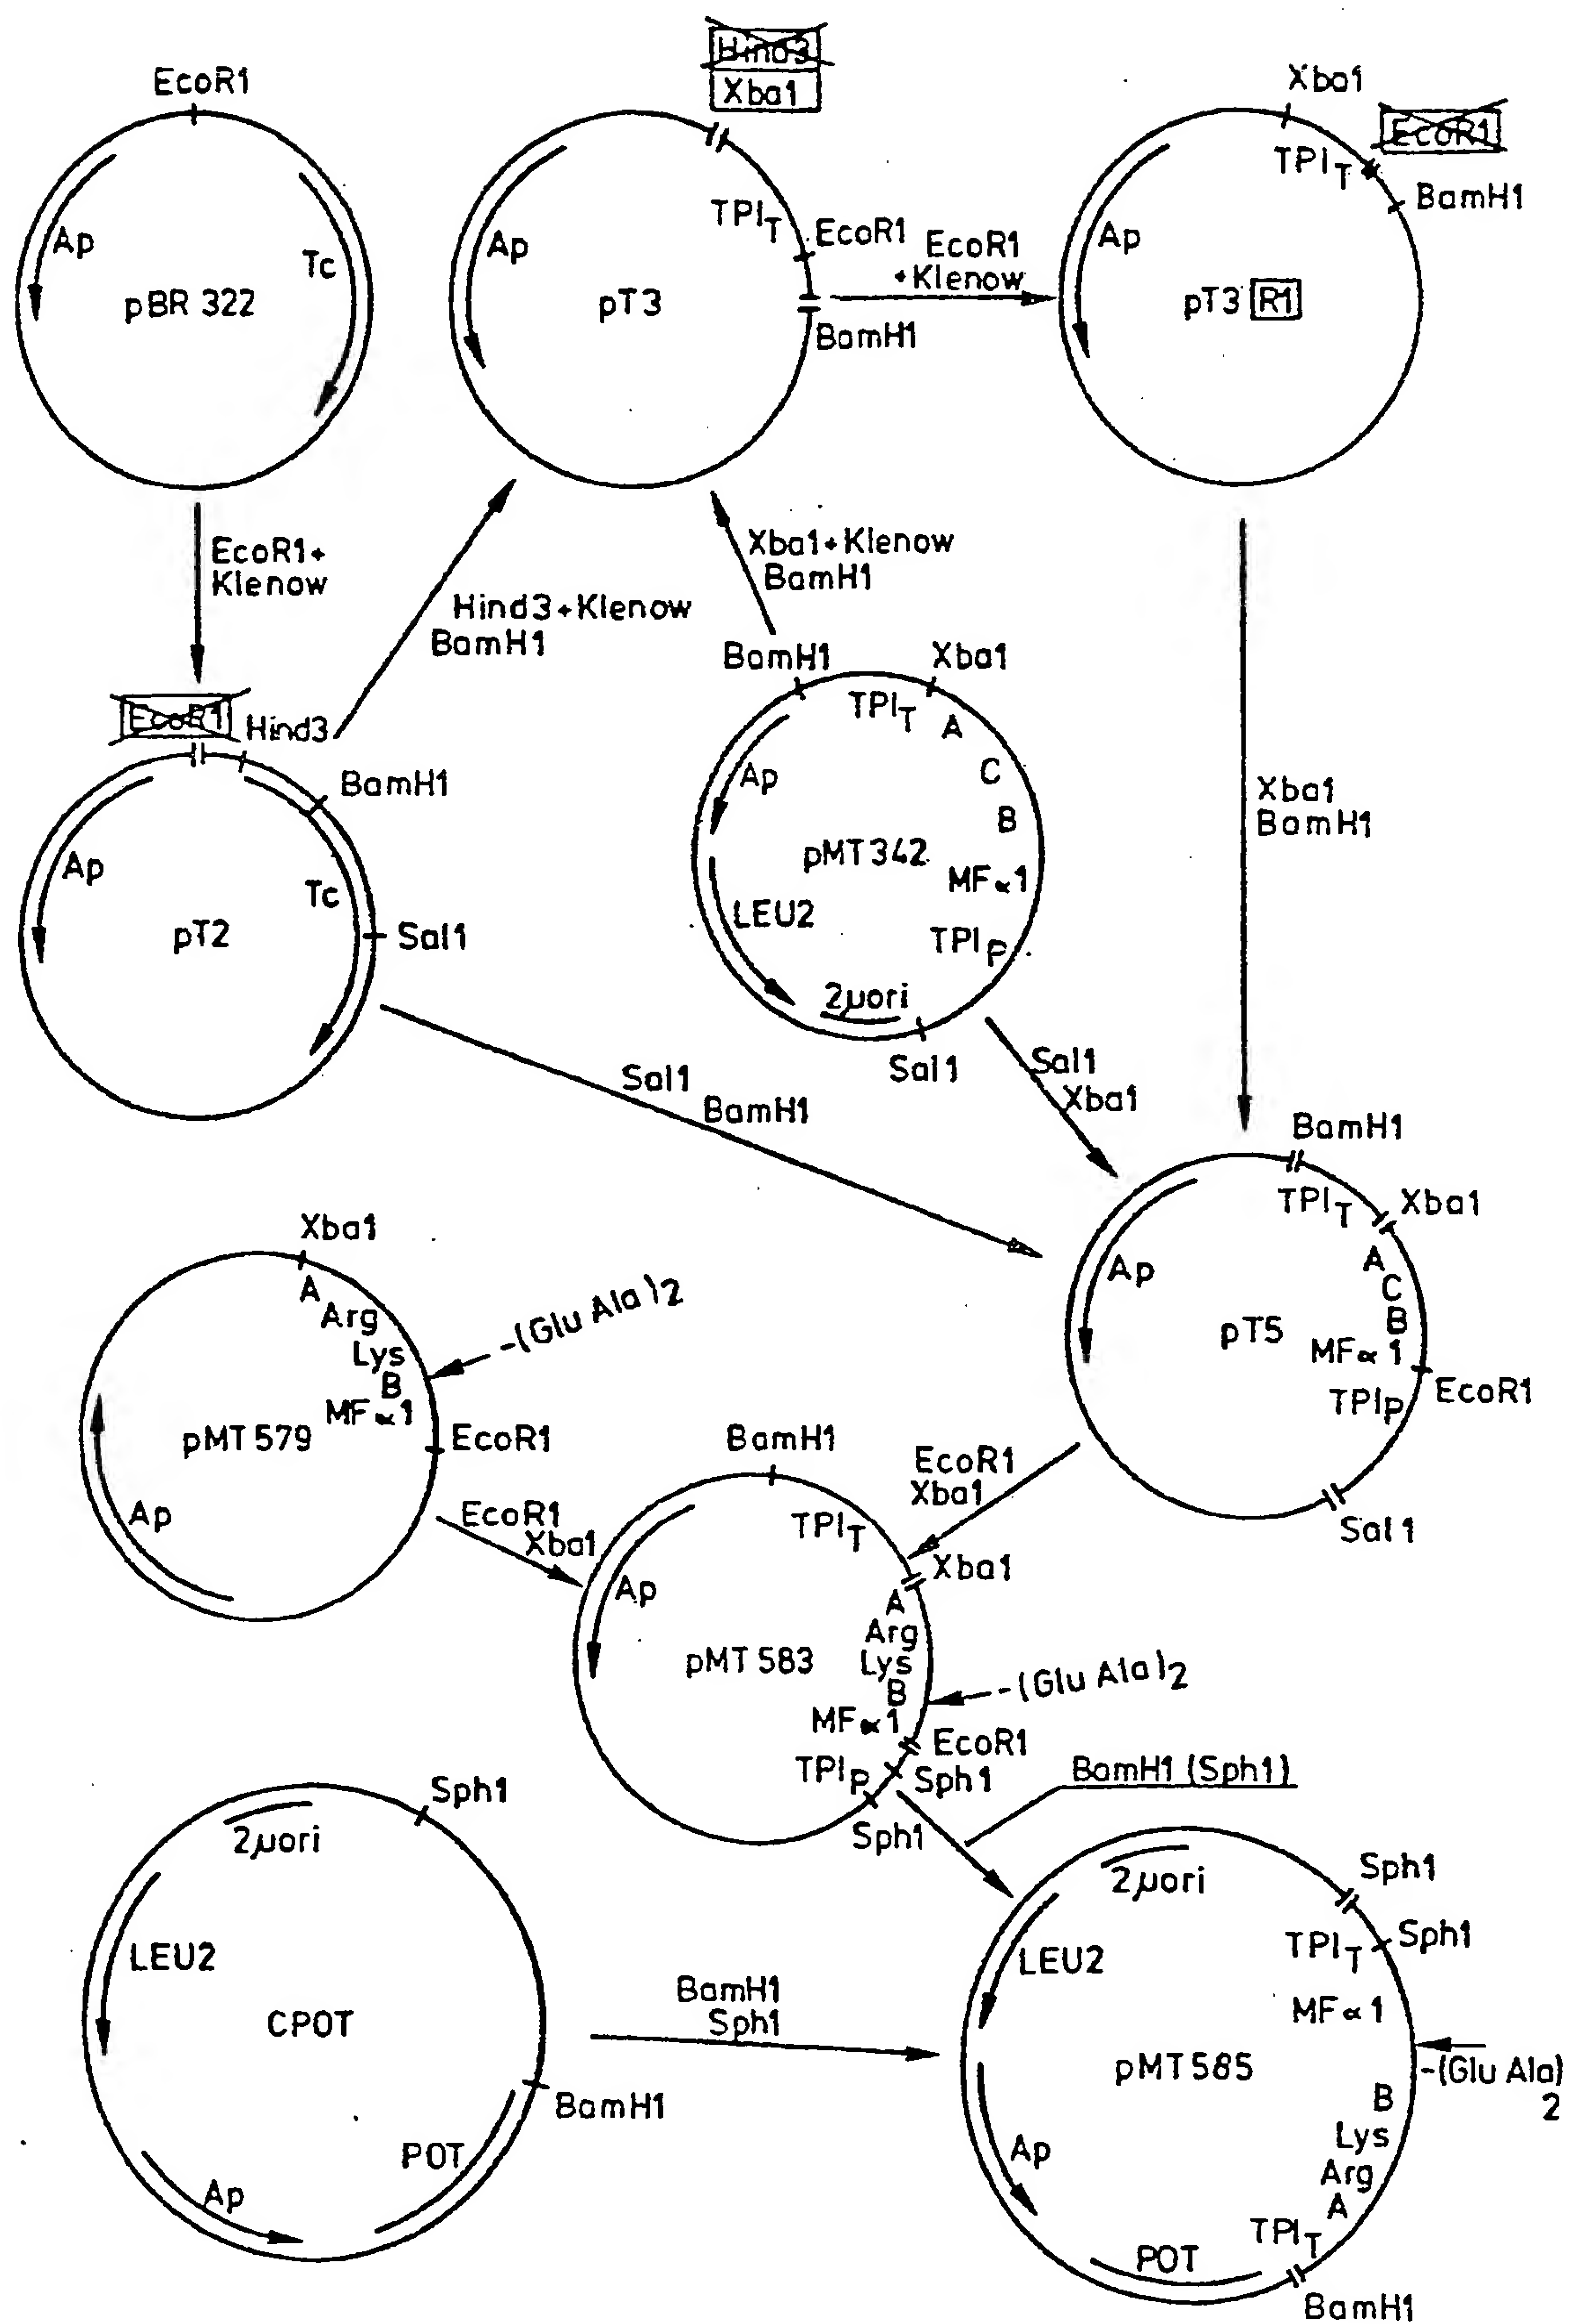 EcoR1
Ap
Tc
pBR 322
EcoR1+
Klenow
Hind3
Xba1
Ap
TPIT
EcoR1
pT3
BamH1
EcoR1
+Klenow
Xba1
EcoR1
TPIT
BamH1
Ap
pT3 R1
Hind3+Klenow
BamH1
Xba1+Klenow
BamH1
EcoR1
Hind3
BamH1
Ap
Tc
pT2
Sal1
BamH1
Xba1
TPIT
A
C
B
Ap
pMT342
MFα1
LEU2
TPIP
2μori
Sal1
Xba1
BamH1
Sal1
BamH1
Sal1
Xba1
BamH1
TPIT
Xba1
A
C
B
Ap
pT5
MFα1
EcoR1
TPIP
Sal1
Xba1
A
Arg
Lys
B
-(Glu Ala)2
MFα1
pMT579
EcoR1
Ap
EcoR1
Xba1
EcoR1
Xba1
BamH1
TPIT
Xba1
Ap
A
Arg
Lys
B
-(Glu Ala)2
pMT583
MFα1
EcoR1
TPIP
Sph1
Sph1
BamH1 (Sph1)
Sph1
2μori
LEU2
CPOT
BamH1
POT
Ap
BamH1
Sph1
2μori
Sph1
Sph1
TPIT
LEU2
MFα1
pMT585
-(Glu Ala)
2
B
Lys
Arg
A
Ap
TPIT
POT
BamH1